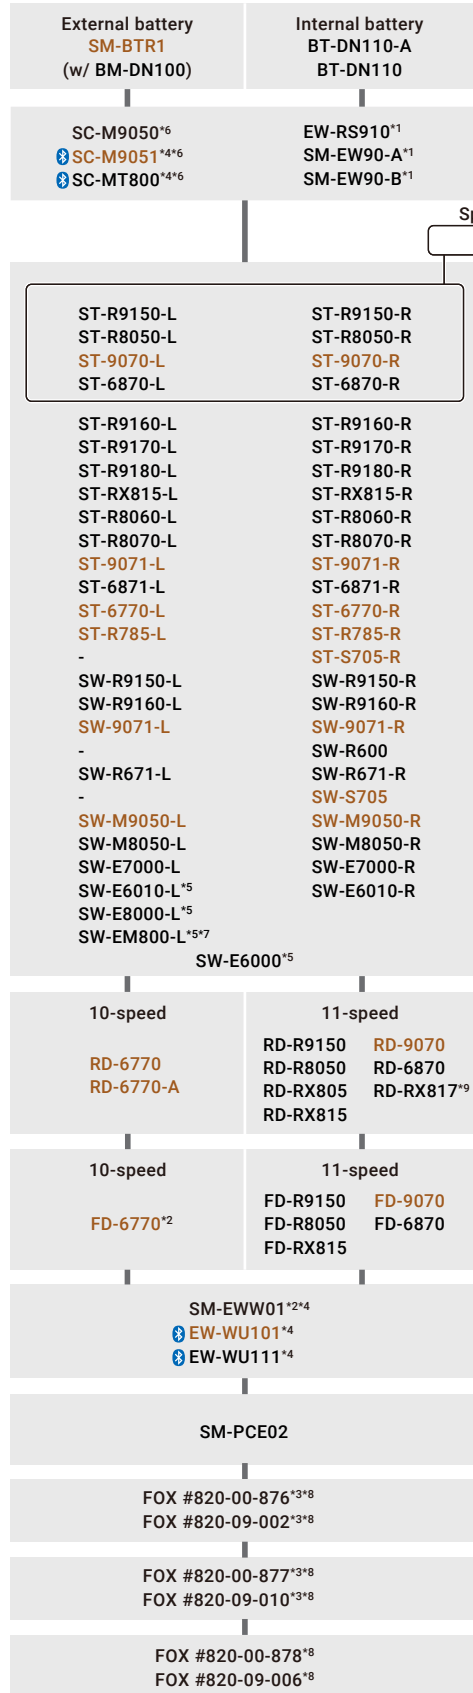 External battery
SM-BTR1
(w/ BM-DN100)
Internal battery
BT-DN110-A
BT-DN110
SC-M9050*6
SC-M9051*4*6
SC-MT800*4*6
EW-RS910*1
SM-EW90-A*1
SM-EW90-B*1
ST-R9150-L ST-R9150-R
ST-R8050-L ST-R8050-R
ST-9070-L ST-9070-R
ST-6870-L ST-6870-R
ST-R9160-L ST-R9160-R
ST-R9170-L ST-R9170-R
ST-R9180-L ST-R9180-R
ST-RX815-L ST-RX815-R
ST-R8060-L ST-R8060-R
ST-R8070-L ST-R8070-R
ST-9071-L ST-9071-R
ST-6871-L ST-6871-R
ST-6770-L ST-6770-R
ST-R785-L ST-R785-R
- ST-S705-R
SW-R9150-L SW-R9150-R
SW-R9160-L SW-R9160-R
SW-9071-L SW-9071-R
- SW-R600
SW-R671-L SW-R671-R
- SW-S705
SW-M9050-L SW-M9050-R
SW-M8050-L SW-M8050-R
SW-E7000-L SW-E7000-R
SW-E6010-L*5 SW-E6010-R
SW-E8000-L*5
SW-EM800-L*5*7
SW-E6000*5
10-speed
RD-6770
RD-6770-A
11-speed
RD-R9150 RD-9070
RD-R8050 RD-6870
RD-RX805 RD-RX817*9
RD-RX815
10-speed
FD-6770*2
11-speed
FD-R9150 FD-9070
FD-R8050 FD-6870
FD-RX815
SM-EWW01*2*4
EW-WU101*4
EW-WU111*4
SM-PCE02
FOX #820-00-876*3*8
FOX #820-09-002*3*8
FOX #820-00-877*3*8
FOX #820-09-010*3*8
FOX #820-00-878*8
FOX #820-09-006*8